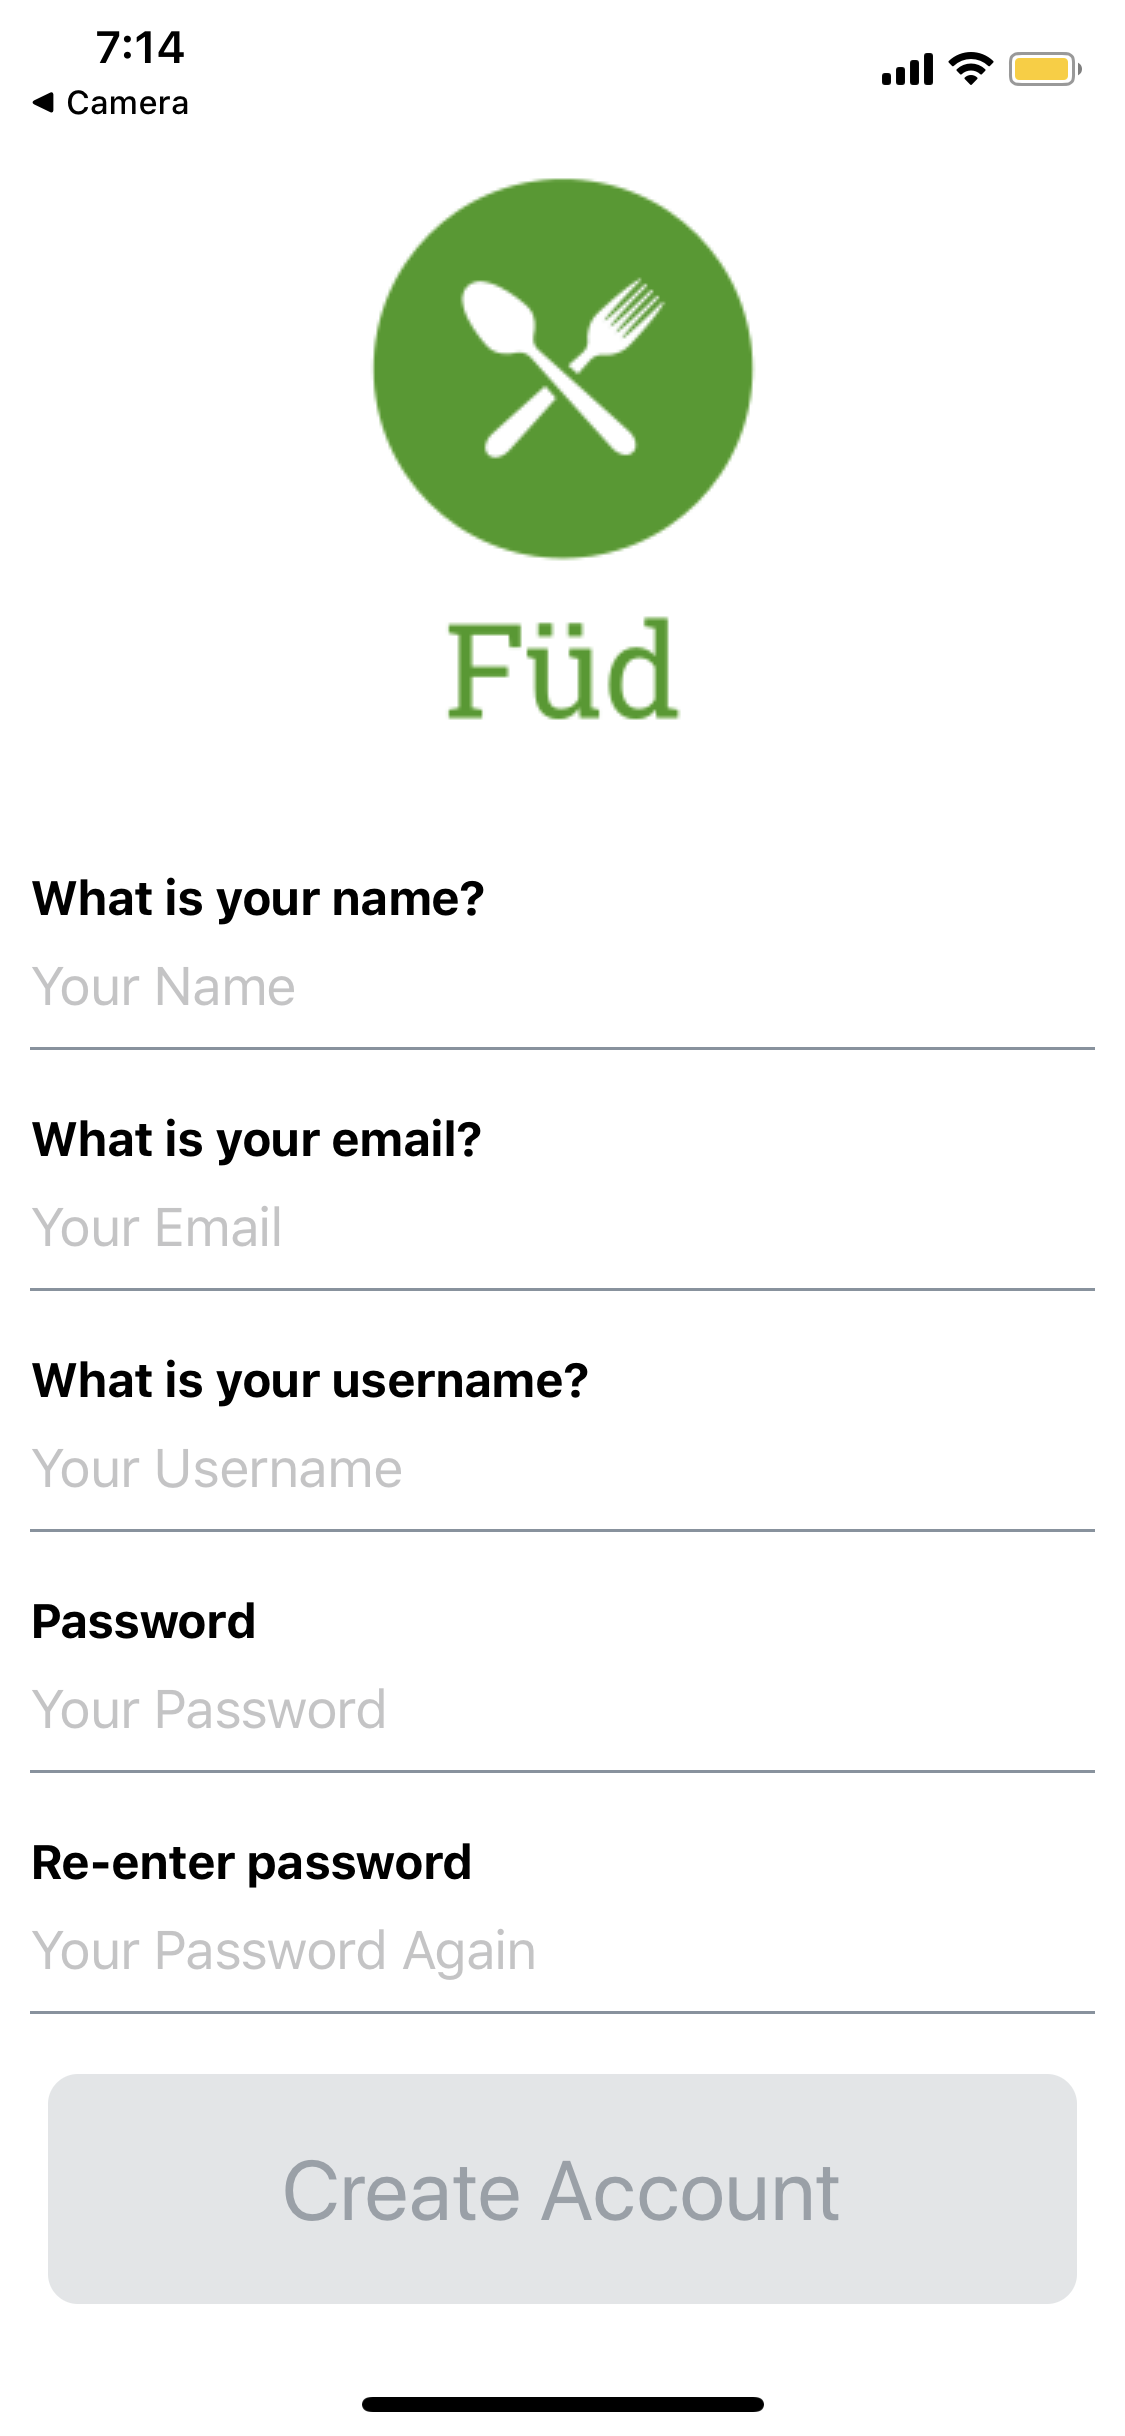 7:14
Camera
Füd
What is your name?
Your Name
What is your email?
Your Email
What is your username?
Your Username
Password
Your Password
Re-enter password
Your Password Again
Create Account